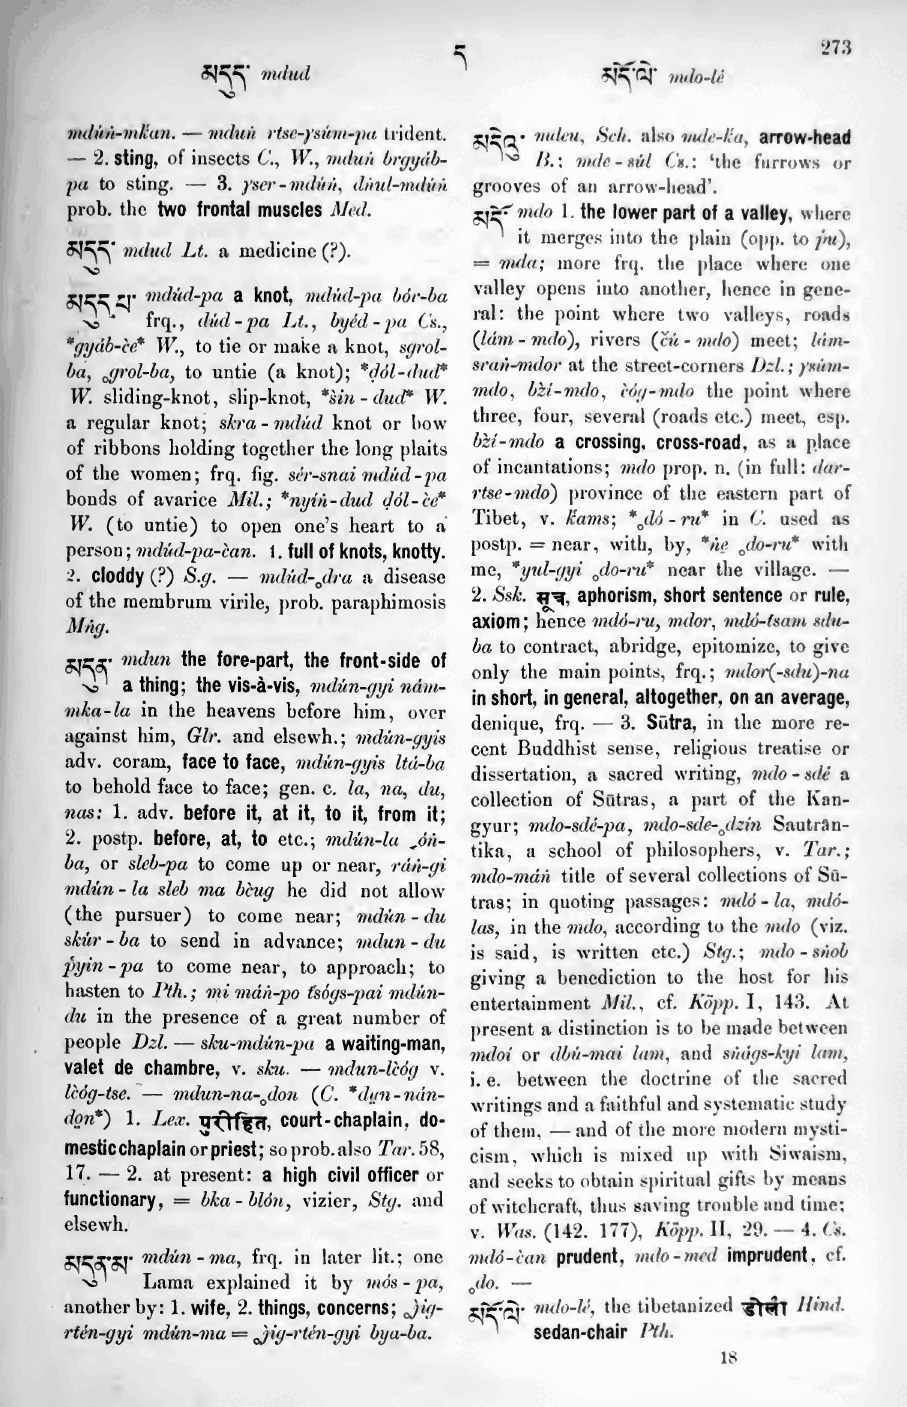 273
མདུད་ mdud
ད
མདོ་ལེ་ mdo-lé
mdúṅ-mḱan. — mduṅ rtse-ɣsúm-pa trident.
— 2. sting, of insects C., W., mduṅ brgyáb-
pa to sting. — 3. ɣser-mdúṅ, dṅul-mdúṅ
prob. the two frontal muscles Med.
མདུད་ mdud Lt. a medicine (?).
མདུད་པ་ mdúd-pa a knot, mdúd-pa bór-ba
frq., dúd-pa Lt., byéd-pa Cs.,
*gyáb-c̀e* W., to tie or make a knot, sgrol-
ba, ₒgrol-ba, to untie (a knot); *ḍól-dud*
W. sliding-knot, slip-knot, *šin-dud* W.
a regular knot; skra-mdúd knot or bow
of ribbons holding together the long plaits
of the women; frq. fig. sér-snai mdúd-pa
bonds of avarice Mil.; *nyiṅ-dud ḍól-c̀e*
W. (to untie) to open one's heart to a
person; mdúd-pa-c̀an. 1. full of knots, knotty.
2. cloddy (?) S.g. — mdúd-ₒdra a disease
of the membrum virile, prob. paraphimosis
Mṅg.
མདུན་ mdun the fore-part, the front-side of
a thing; the vis-à-vis, mdún-gyi nám-
mka-la in the heavens before him, over
against him, Glr. and elsewh.; mdún-gyis
adv. coram, face to face, mdún-gyis ltá-ba
to behold face to face; gen. c. la, na, du,
nas: 1. adv. before it, at it, to it, from it;
2. postp. before, at, to etc.; mdún-la ͺóṅ-
ba, or sleb-pa to come up or near, ráṅ-gi
mdún-la sleb ma bc̀ug he did not allow
(the pursuer) to come near; mdún-du
skúr-ba to send in advance; mdun-du
ṕyin-pa to come near, to approach; to
hasten to Pth.; mi máṅ-po t́sógs-pai mdún-
du in the presence of a great number of
people Dzl. — sku-mdún-pa a waiting-man,
valet de chambre, v. sku. — mdun-lc̀óg v.
lc̀óg-tse. — mdun-na-ₒdon (C. *dụn-nán-
dọn*) 1. Lex. पुरोहित, court-chaplain, do-
mestic chaplain or priest; so prob. also Tar. 58,
17. — 2. at present: a high civil officer or
functionary, = bka-blón, vizier, Stg. and
elsewh.
མདུན་མ་ mdún-ma, frq. in later lit.; one
Lama explained it by mós-pa,
another by: 1. wife, 2. things, concerns; ₒjig-
rtén-gyi mdún-ma = ₒjig-rtén-gyi bya-ba.
མདེའུ་ mdeu, Sch. also mde-ḱa, arrow-head
B.; mde-súl Cs.: 'the furrows or
grooves of an arrow-head'.
མདོ་ mdo 1. the lower part of a valley, where
it merges into the plain (opp. to ṕu),
= mda; more frq. the place where one
valley opens into another, hence in gene-
ral: the point where two valleys, roads
(lám-mdo), rivers (ču-mdo) meet; lám-
sraṅ-mdor at the street-corners Dzl.; ɣsúm-
mdo, bži-mdo, c̀óg-mdo the point where
three, four, several (roads etc.) meet, esp.
bži-mdo a crossing, cross-road, as a place
of incantations; mdo prop. n. (in full: dar-
rtse-mdo) province of the eastern part of
Tibet, v. ḱams; *ₒdó-ru* in C. used as
postp. = near, with, by, *ṅẹ ₒdo-ru* with
me, *yul-gyi ₒdo-ru* near the village. —
2. Ssk. सूत्र, aphorism, short sentence or rule,
axiom; hence mdó-ru, mdor, mdó-tsam sdu-
ba to contract, abridge, epitomize, to give
only the main points, frq.; mdor(-sdu)-na
in short, in general, altogether, on an average,
denique, frq. — 3. Sūtra, in the more re-
cent Buddhist sense, religious treatise or
dissertation, a sacred writing, mdo-sdé a
collection of Sūtras, a part of the Kan-
gyur; mdo-sdé-pa, mdo-sde-ₒdzin Sautrān-
tika, a school of philosophers, v. Tar.;
mdo-máṅ title of several collections of Sū-
tras; in quoting passages: mdó-la, mdó-
las, in the mdo, according to the mdo (viz.
is said, is written etc.) Stg.; mdo-sṅob
giving a benediction to the host for his
entertainment Mil., cf. Köpp. I, 143. At
present a distinction is to be made between
mdoi or dbú-mai lam, and sṅágs-kyi lam,
i. e. between the doctrine of the sacred
writings and a faithful and systematic study
of them, — and of the more modern mysti-
cism, which is mixed up with Siwaism,
and seeks to obtain spiritual gifts by means
of witchcraft, thus saving trouble and time;
v. Was. (142. 177), Köpp. II, 29. — 4. Cs.
mdó-c̀an prudent, mdo-med imprudent, cf.
ₒdo. —
མདོ་ལེ་ mdo-lé, the tibetanized डोली Hind.
sedan-chair Pth.
18